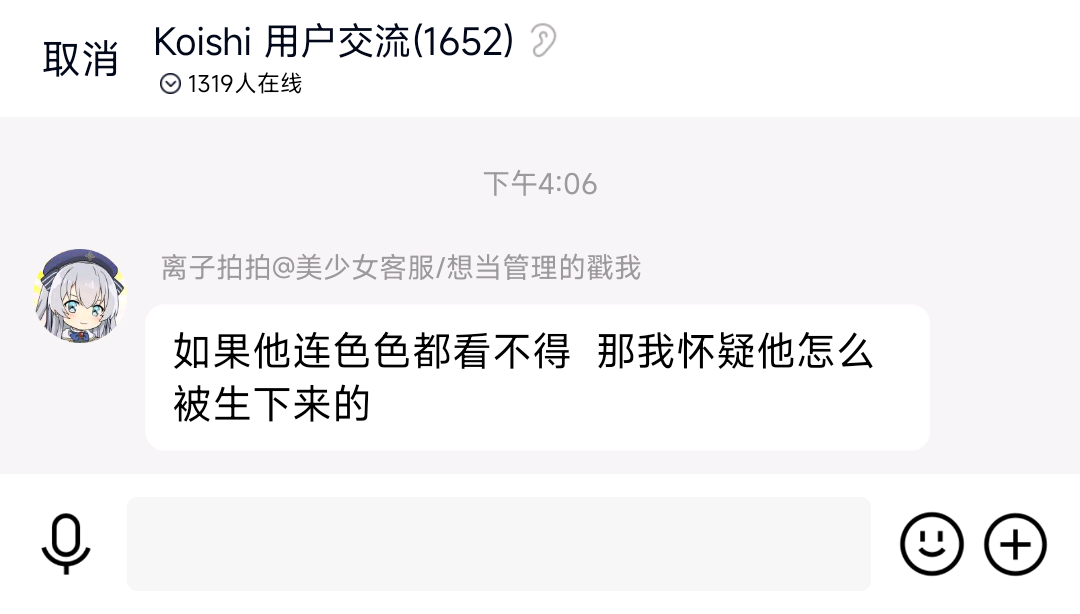 取消
Koishi 用户交流(1652)
1319人在线
下午4:06
离子拍拍@美少女客服/想当管理的戳我
如果他连色色都看不得 那我怀疑他怎么
被生下来的